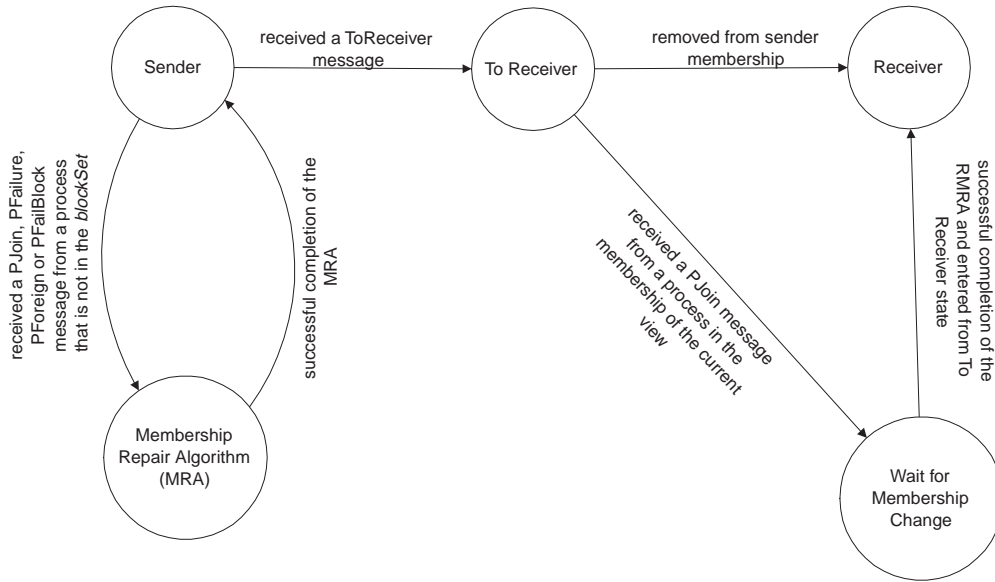 received a ToReceiver
message
removed from sender
membership
Sender
To Receiver
Receiver
received a PJoin, PFailure,
PForeign or PFailBlock
message from a process
that is not in the blockSet
successful completion of the
MRA
received a PJoin message
from a process in the
membership of the current
view
successful completion of the
RMRA and entered from To
Receiver state
Membership
Repair Algorithm
(MRA)
Wait for
Membership
Change